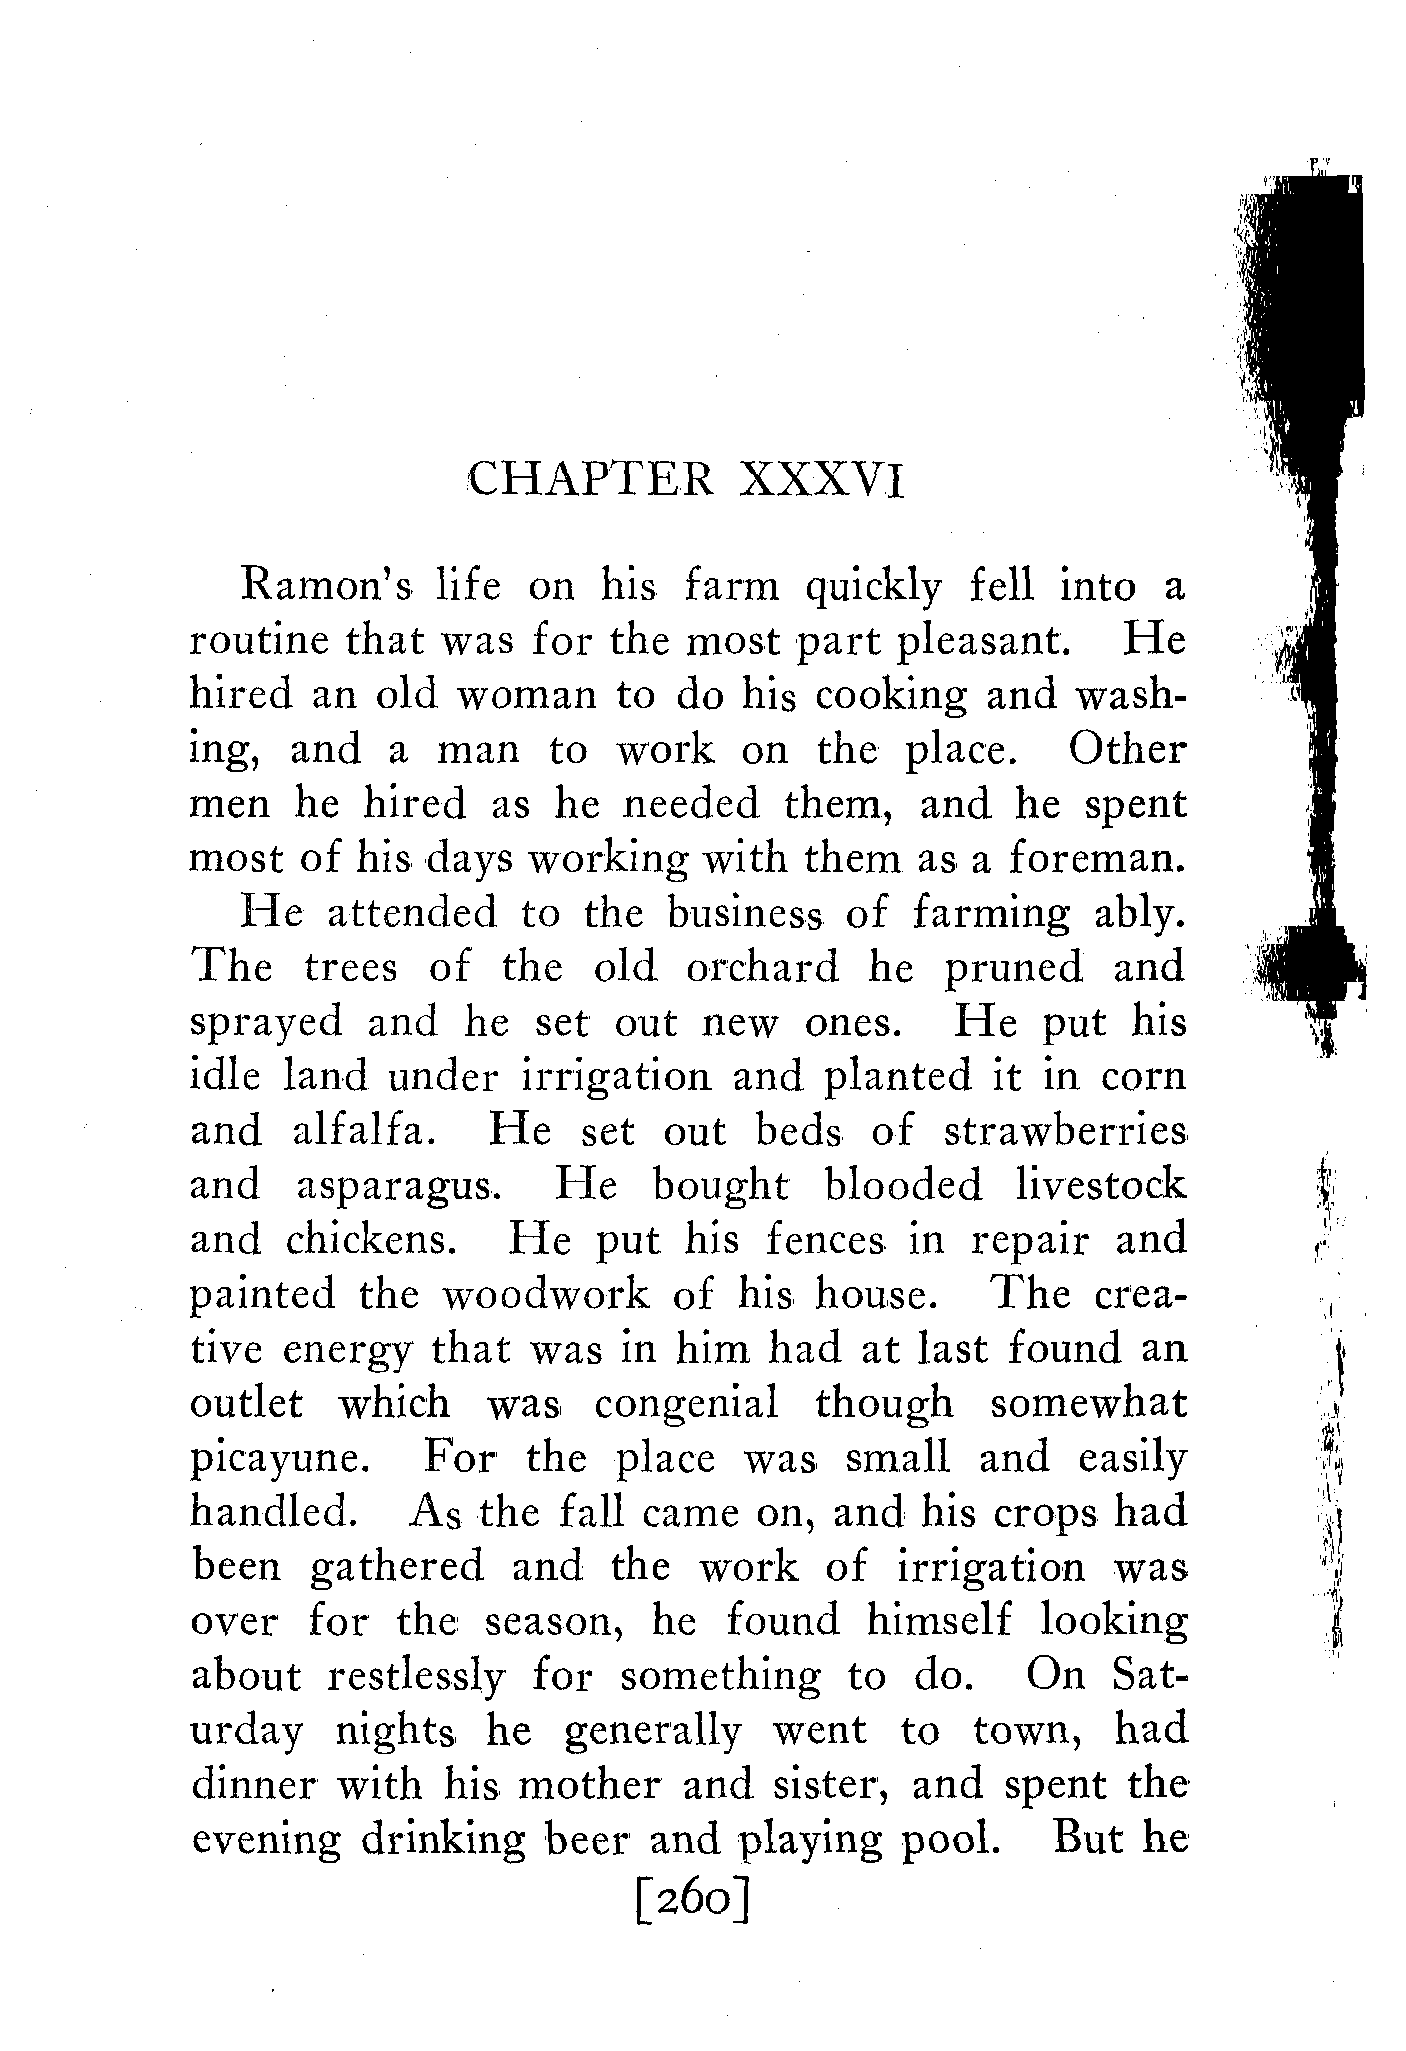 CHAPTER XXXVI
Ramon's life on his farm quickly fell into a
routine that was for the most part pleasant. He
hired an old woman to do his cooking and wash-
ing, and a man to work on the place. Other
men he hired as he needed them, and he spent
most of his days working with them as a foreman.
He attended to the business of farming ably.
The trees of the old orchard he pruned and
sprayed and he set out new ones. He put his
idle land under irrigation and planted it in corn
and alfalfa. He set out beds of strawberries
and asparagus. He bought blooded livestock
and chickens. He put his fences in repair and
painted the woodwork of his house. The crea-
tive energy that was in him had at last found an
outlet which was congenial though somewhat
picayune. For the place was small and easily
handled. As the fall came on, and his crops had
been gathered and the work of irrigation was
over for the season, he found himself looking
about restlessly for something to do. On Sat-
urday nights he generally went to town, had
dinner with his mother and sister, and spent the
evening drinking beer and playing pool. But he
[260]